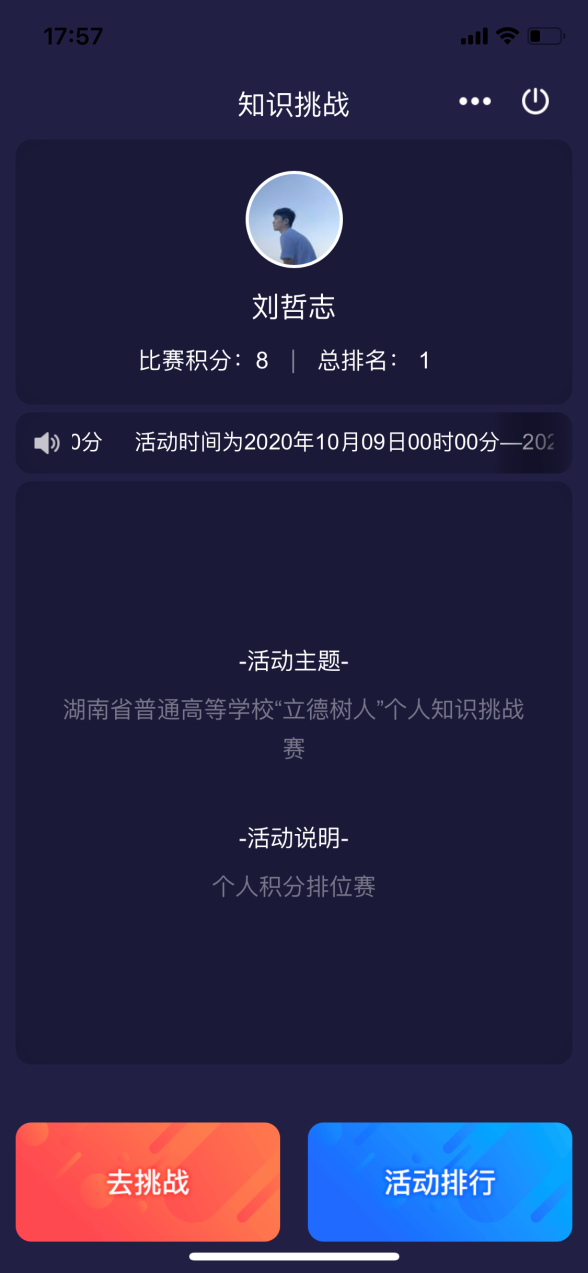 17:57
知识挑战
刘哲志
比赛积分：8 | 总排名： 1
0分 活动时间为2020年10月09日00时00分—202
-活动主题-
湖南省普通高等学校“立德树人”个人知识挑战
赛
-活动说明-
个人积分排位赛
去挑战 活动排行